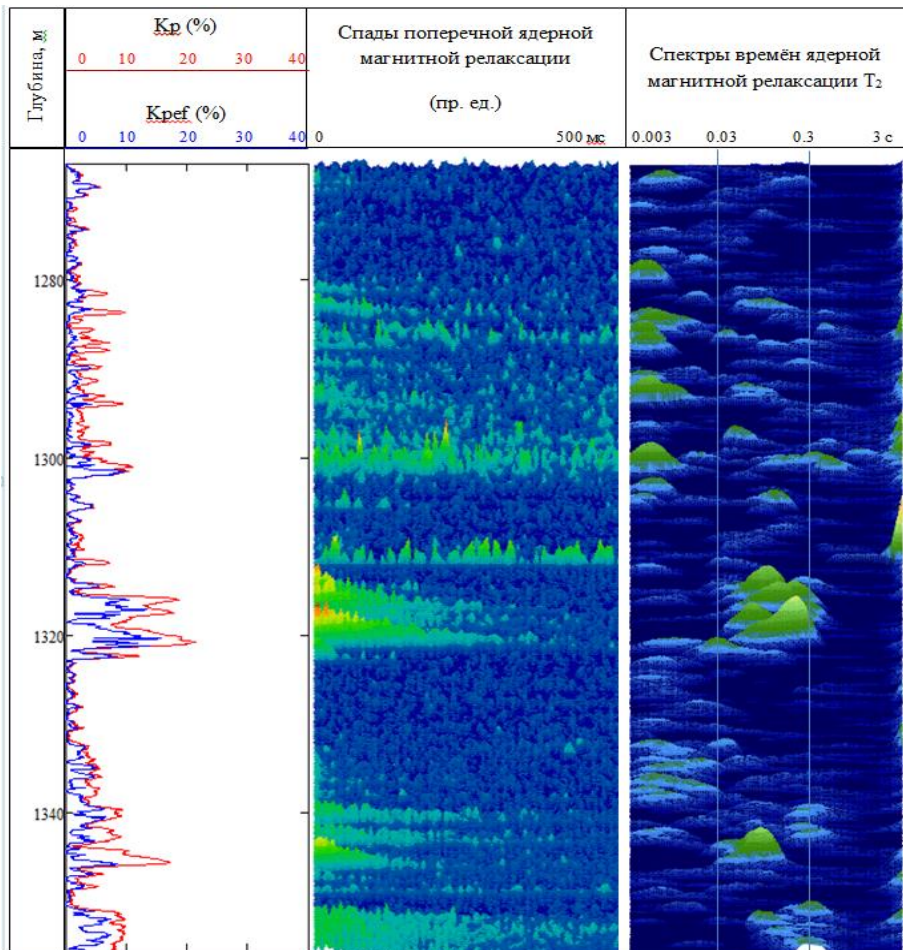 Глубина, м
Kp (%)
0 10 20 30 40
Kpef (%)
0 10 20 30 40
Спады поперечной ядерной
магнитной релаксации
(пр. ед.)
0 500 мс
Спектры времён ядерной
магнитной релаксации T₂
0.003 0.03 0.3 3 с
1280
1300
1320
1340